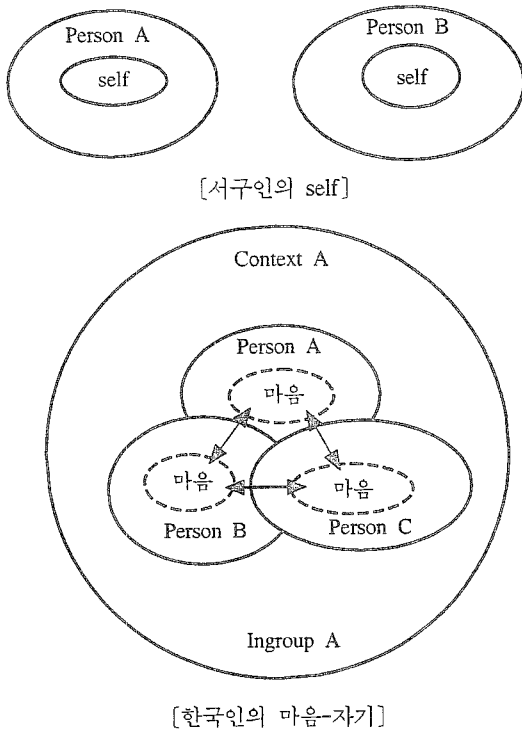 Person A Person B
self self
[서구인의 self]
Context A
Person A
마음
마음 마음
Person B Person C
Ingroup A
[한국인의 마음-자기]